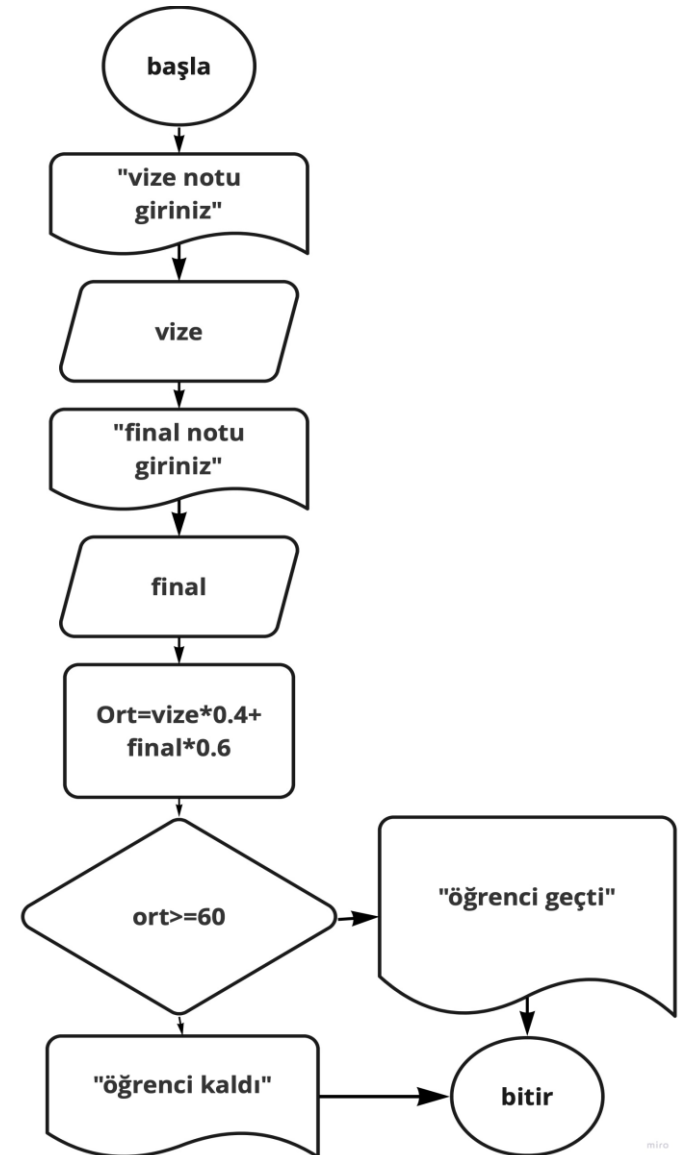 başla
"vize notu
giriniz"
vize
"final notu
giriniz"
final
Ort=vize*0.4+
final*0.6
ort>=60
"öğrenci geçti"
"öğrenci kaldı"
bitir
miro